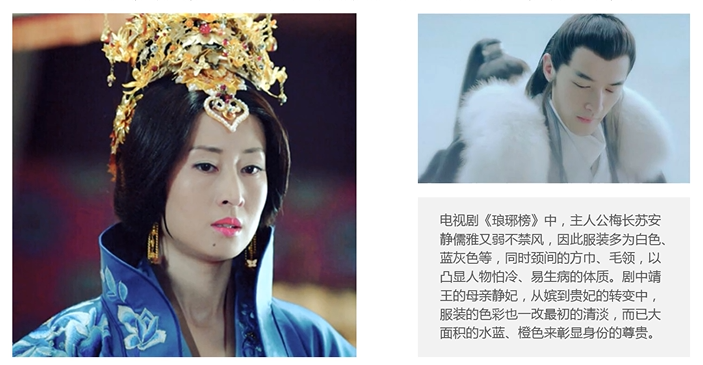 电视剧《琅琊榜》中，主人公梅长苏安
静儒雅又弱不禁风，因此服装多为白色、
蓝灰色等，同时颈间的方巾、毛领，以
凸显人物怕冷、易生病的体质。剧中靖
王的母亲静妃，从嫔到贵妃的转变中，
服装的色彩也一改最初的清淡，而已大
面积的水蓝、橙色来彰显身份的尊贵。